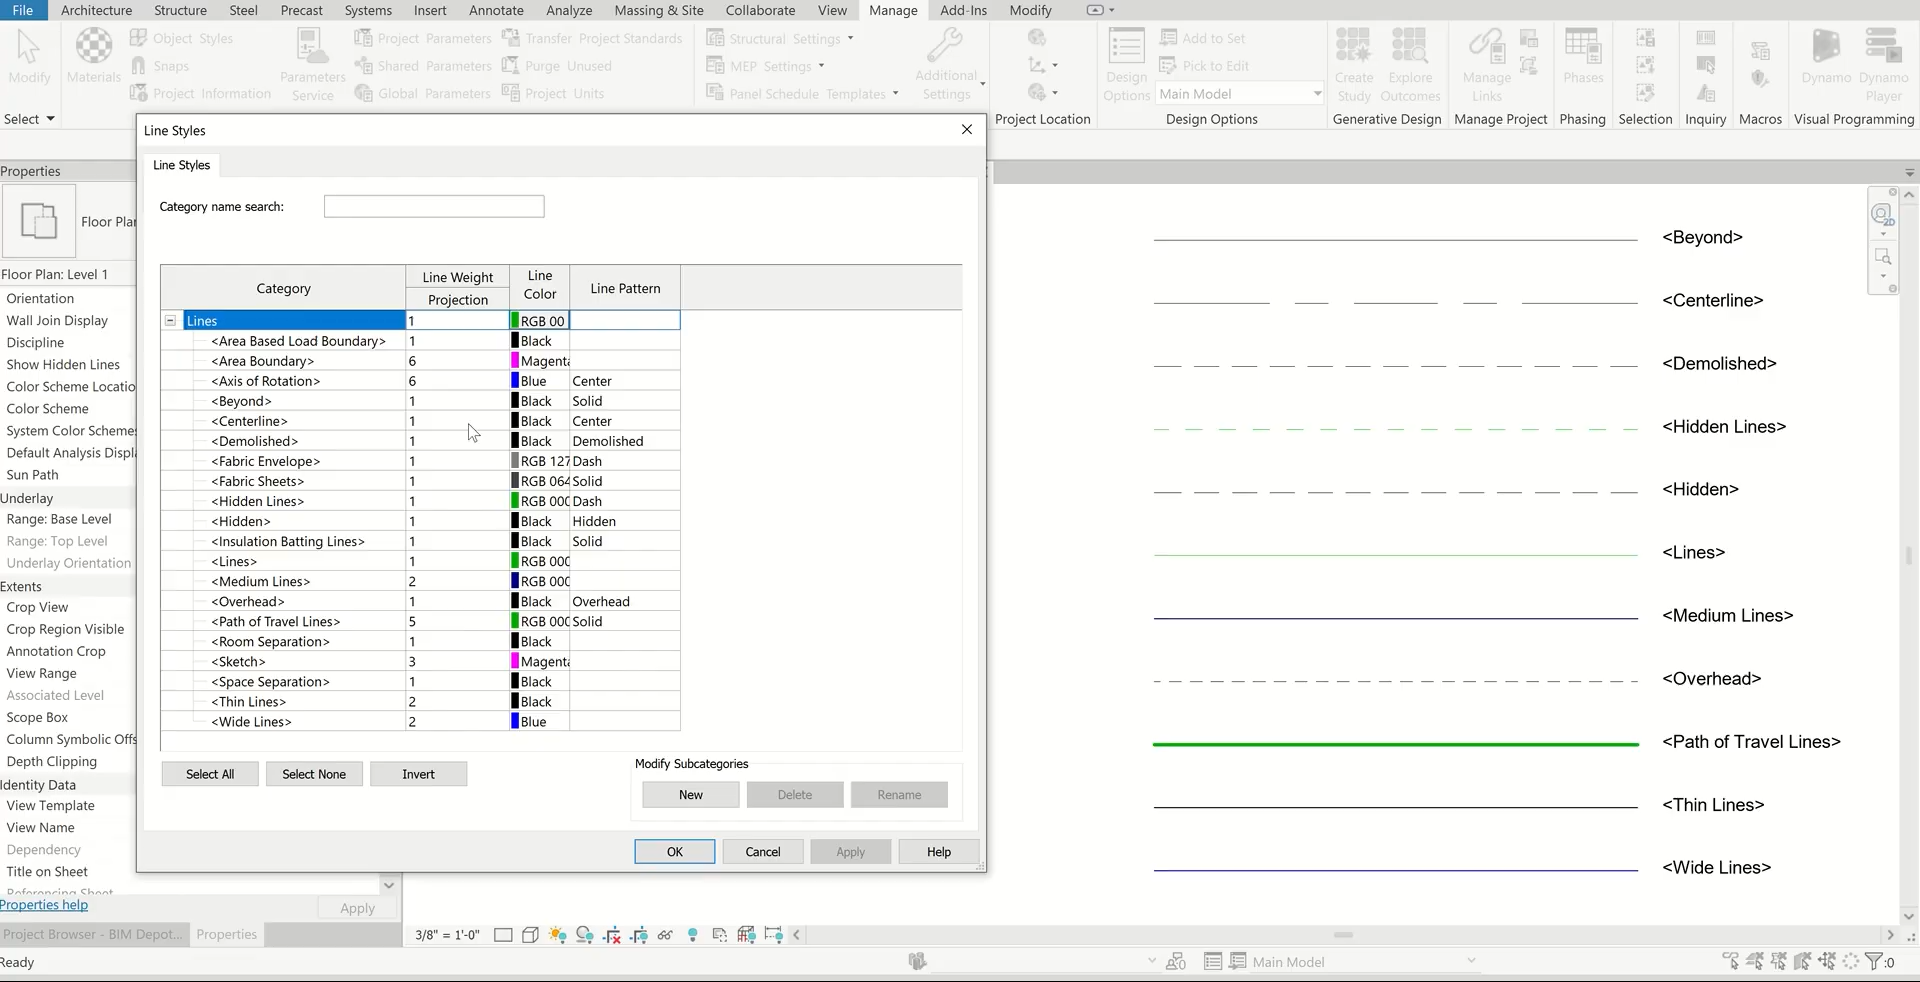 File Architecture Structure Steel Precast Systems Insert Annotate Analyze Massing & Site Collaborate View Manage Add-Ins Modify
Modify
Materials
Object Styles
Snaps
Project Information
Parameters
Service
Project Parameters
Shared Parameters
Global Parameters
Transfer Project Standards
Purge Unused
Project Units
Structural Settings
MEP Settings
Panel Schedule Templates
Additional
Settings
Design
Options
Add to Set
Pick to Edit
Main Model
Create
Study
Explore
Outcomes
Manage
Links
Phases
Dynamo
Dynamo
Player
Select
Project Location
Design Options
Generative Design
Manage Project
Phasing
Selection
Inquiry
Macros
Visual Programming
Properties
Floor Plan
Floor Plan: Level 1
Orientation
Wall Join Display
Discipline
Show Hidden Lines
Color Scheme Locatio
Color Scheme
System Color Schemes
Default Analysis Displa
Sun Path
Underlay
Range: Base Level
Range: Top Level
Underlay Orientation
Extents
Crop View
Crop Region Visible
Annotation Crop
View Range
Associated Level
Scope Box
Column Symbolic Offs
Depth Clipping
Identity Data
View Template
View Name
Dependency
Title on Sheet
Referencing Sheet
Properties help
Apply
Project Browser - BIM Depot...
Properties
Line Styles
Line Styles
Category name search:
Category
Line Weight
Projection
Line
Color
Line Pattern
Lines 1 RGB 00
<Area Based Load Boundary> 1 Black
<Area Boundary> 6 Magenta
<Axis of Rotation> 6 Blue Center
<Beyond> 1 Black Solid
<Centerline> 1 Black Center
<Demolished> 1 Black Demolished
<Fabric Envelope> 1 RGB 127 Dash
<Fabric Sheets> 1 RGB 064 Solid
<Hidden Lines> 1 RGB 000 Dash
<Hidden> 1 Black Hidden
<Insulation Batting Lines> 1 Black Solid
<Lines> 1 RGB 000
<Medium Lines> 2 RGB 000
<Overhead> 1 Black Overhead
<Path of Travel Lines> 5 RGB 000 Solid
<Room Separation> 1 Black
<Sketch> 3 Magenta
<Space Separation> 1 Black
<Thin Lines> 2 Black
<Wide Lines> 2 Blue
Select All
Select None
Invert
Modify Subcategories
New
Delete
Rename
OK
Cancel
Apply
Help
<Beyond>
<Centerline>
<Demolished>
<Hidden Lines>
<Hidden>
<Lines>
<Medium Lines>
<Overhead>
<Path of Travel Lines>
<Thin Lines>
<Wide Lines>
2D
3/8" = 1'-0"
Ready
Main Model
:0